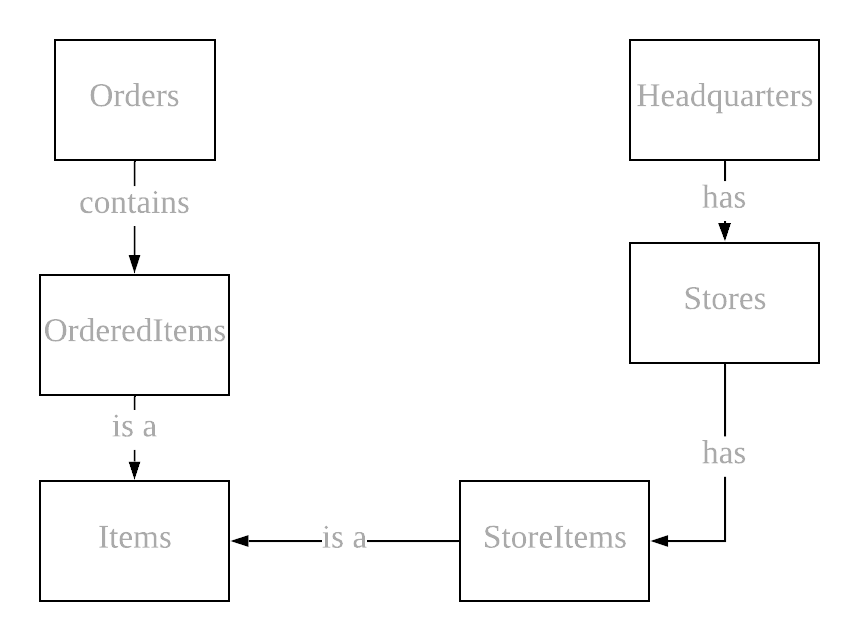 Orders
Headquarters
contains
has
Stores
OrderedItems
is a
has
Items
is a
StoreItems